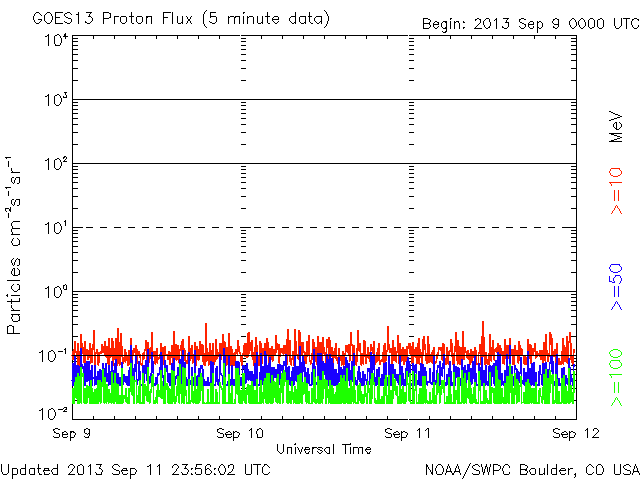 GOES13 Proton Flux (5 minute data)
Begin: 2013 Sep 9 0000 UTC
Particles cm⁻²s⁻¹sr⁻¹
10⁴
10³
10²
10¹
10⁰
10⁻¹
10⁻²
MeV
>=10
>=50
>=100
Sep 9 Sep 10 Sep 11 Sep 12
Universal Time
Updated 2013 Sep 11 23:56:02 UTC
NOAA/SWPC Boulder, CO USA